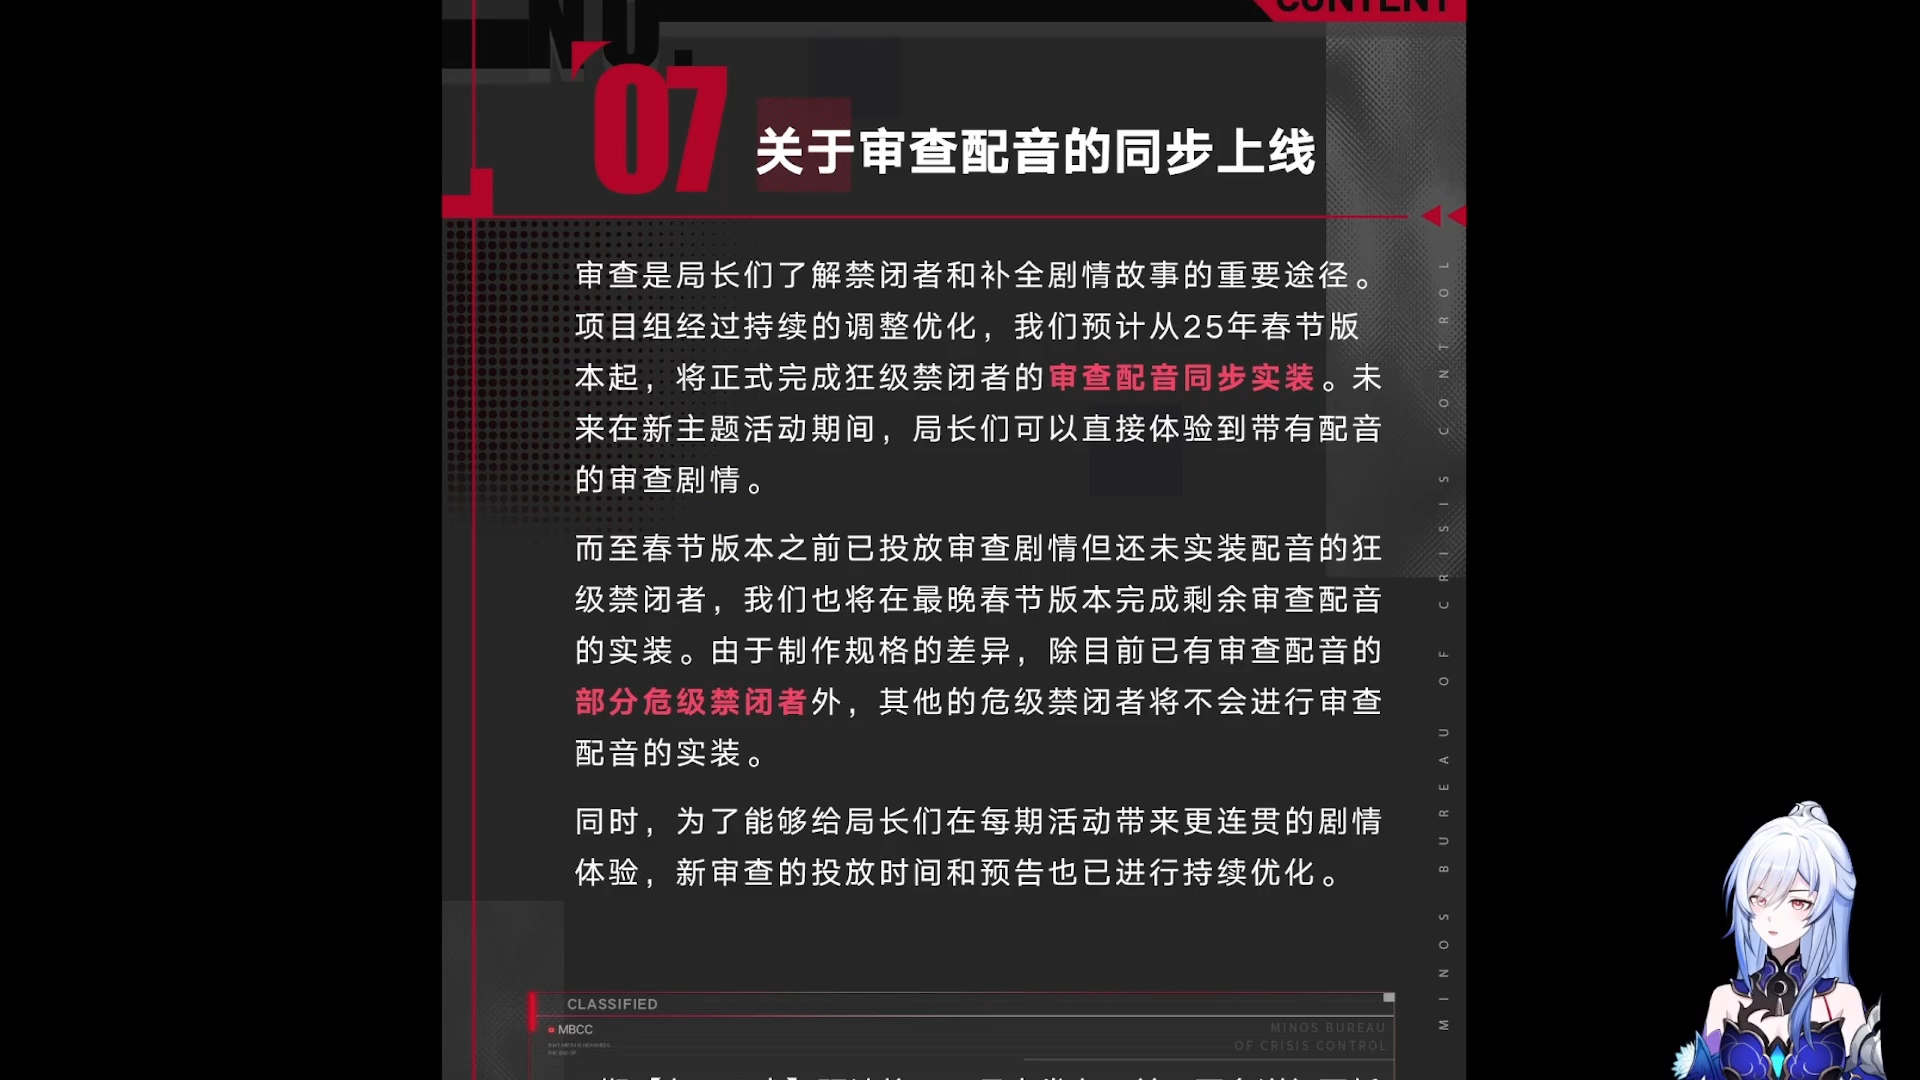 NO.
CONTENT
07
关于审查配音的同步上线
审查是局长们了解禁闭者和补全剧情故事的重要途径。
项目组经过持续的调整优化，我们预计从25年春节版
本起，将正式完成狂级禁闭者的审查配音同步实装。未
来在新主题活动期间，局长们可以直接体验到带有配音
的审查剧情。
而至春节版本之前已投放审查剧情但还未实装配音的狂
级禁闭者，我们也将在最晚春节版本完成剩余审查配音
的实装。由于制作规格的差异，除目前已有审查配音的
部分危级禁闭者外，其他的危级禁闭者将不会进行审查
配音的实装。
同时，为了能够给局长们在每期活动带来更连贯的剧情
体验，新审查的投放时间和预告也已进行持续优化。
MINOS BUREAU OF CRISIS CONTROL
CLASSIFIED
MBCC
MINOS BUREAU
OF CRISIS CONTROL